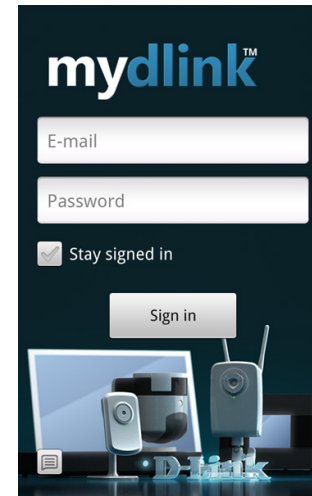 mydlink™
E-mail
Password
Stay signed in
Sign in
D-Link